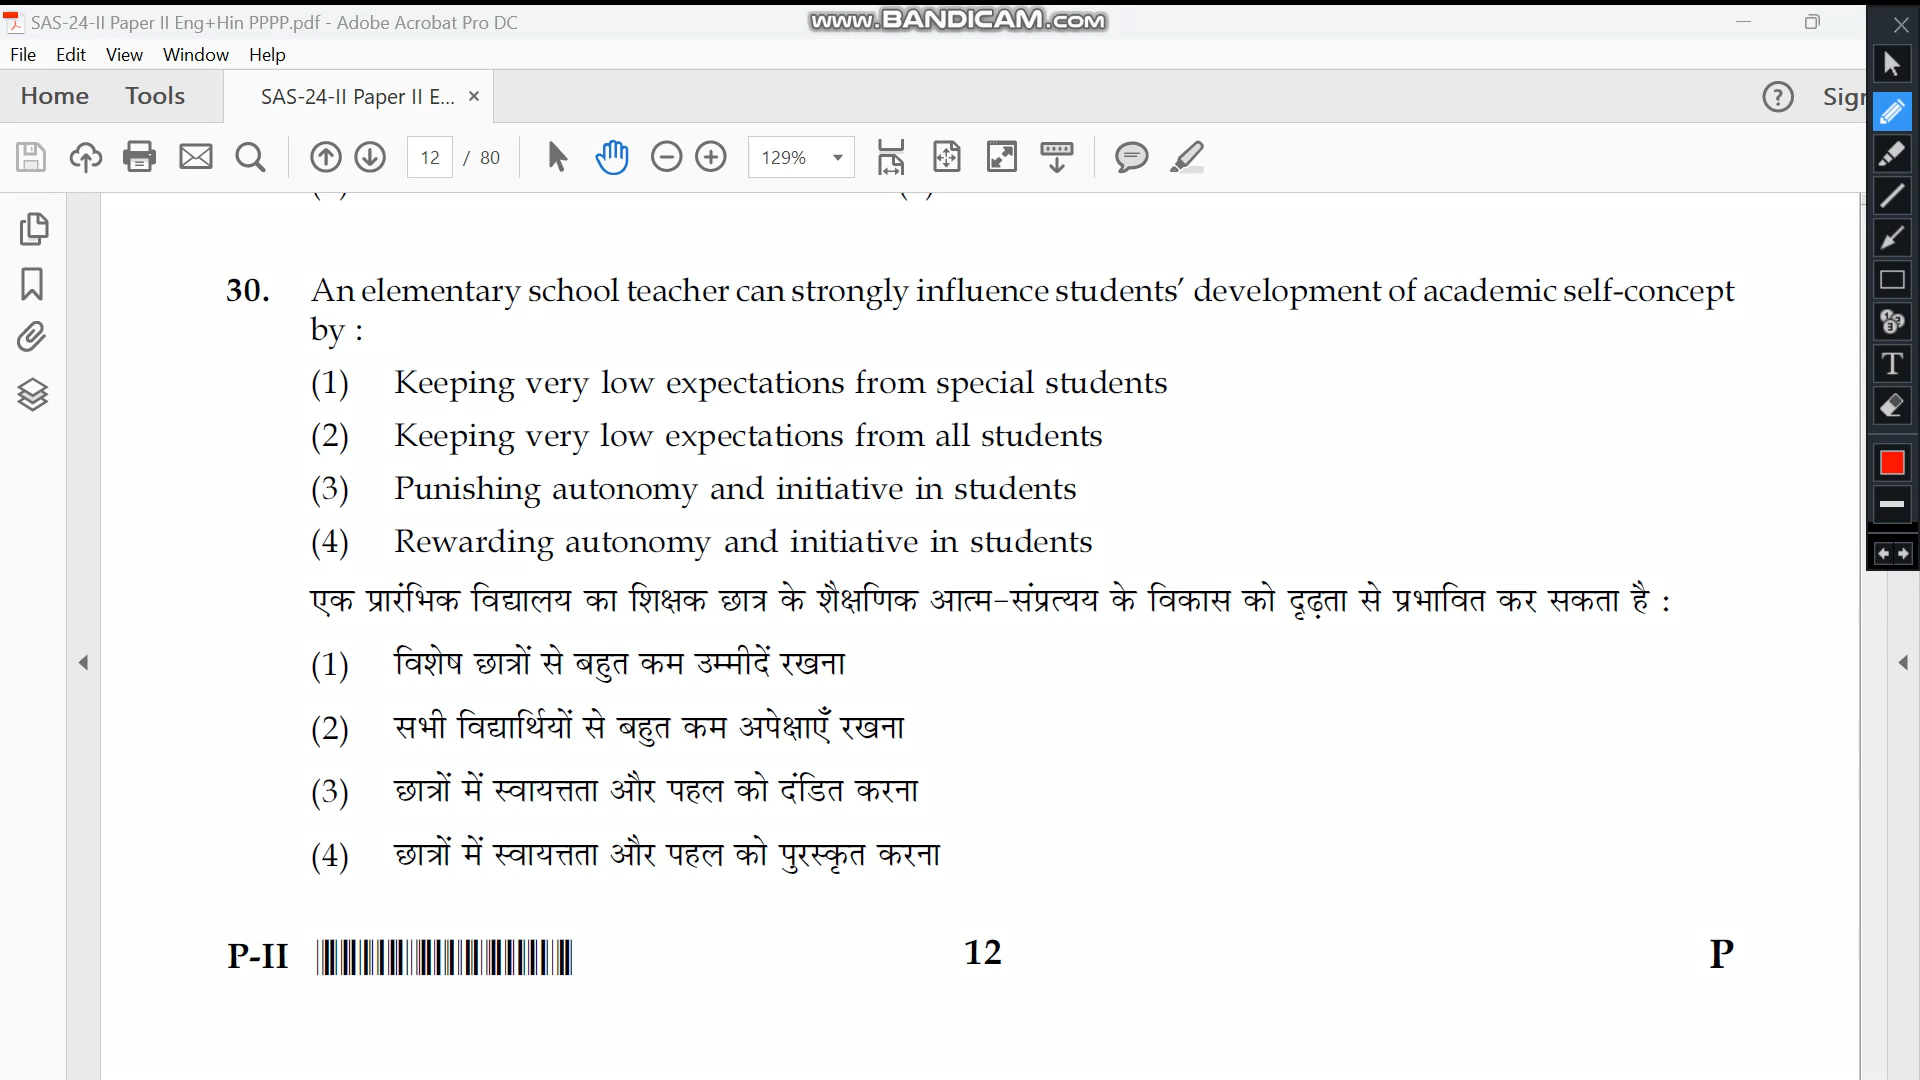 SAS-24-II Paper II Eng+Hin PPPP.pdf - Adobe Acrobat Pro DC
www.BANDICAM.com
File Edit View Window Help
Home Tools SAS-24-II Paper II E... ×
? Sign
12 / 80 129%
30. An elementary school teacher can strongly influence students' development of academic self-concept
by :
(1) Keeping very low expectations from special students
(2) Keeping very low expectations from all students
(3) Punishing autonomy and initiative in students
(4) Rewarding autonomy and initiative in students
एक प्रारंभिक विद्यालय का शिक्षक छात्र के शैक्षणिक आत्म-संप्रत्यय के विकास को दृढ़ता से प्रभावित कर सकता है :
(1) विशेष छात्रों से बहुत कम उम्मीदें रखना
(2) सभी विद्यार्थियों से बहुत कम अपेक्षाएँ रखना
(3) छात्रों में स्वायत्तता और पहल को दंडित करना
(4) छात्रों में स्वायत्तता और पहल को पुरस्कृत करना
P-II 12 P